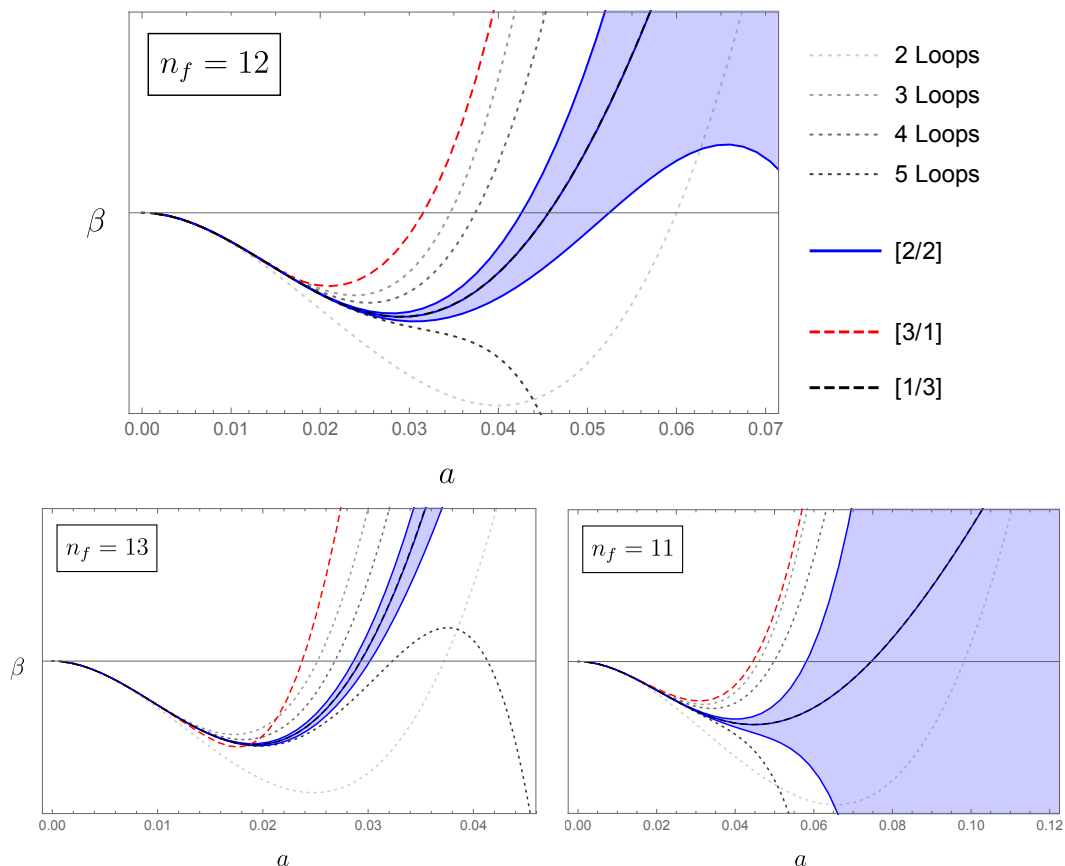 n_f = 12
β
0.00 0.01 0.02 0.03 0.04 0.05 0.06 0.07
a
2 Loops
3 Loops
4 Loops
5 Loops
[2/2]
[3/1]
[1/3]
n_f = 13
β
0.00 0.01 0.02 0.03 0.04
a
n_f = 11
0.00 0.02 0.04 0.06 0.08 0.10 0.12
a